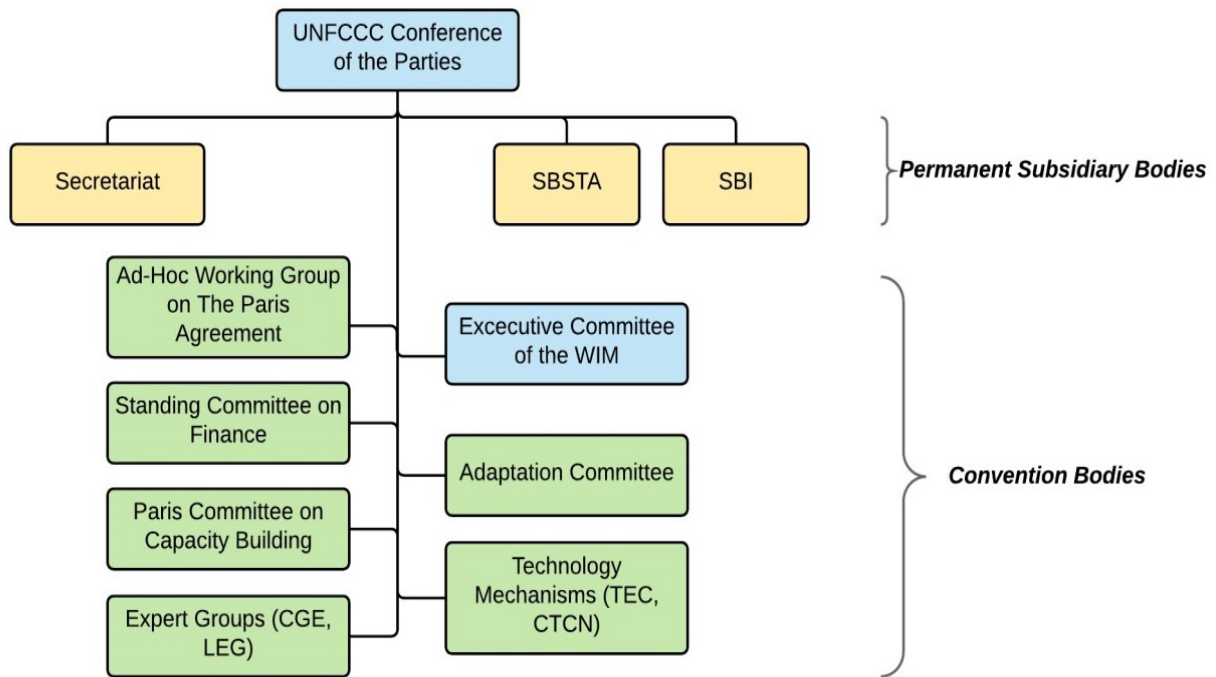 UNFCCC Conference
of the Parties
Secretariat
SBSTA
SBI
Permanent Subsidiary Bodies
Ad-Hoc Working Group
on The Paris
Agreement
Excecutive Committee
of the WIM
Standing Committee on
Finance
Adaptation Committee
Convention Bodies
Paris Committee on
Capacity Building
Technology
Mechanisms (TEC,
CTCN)
Expert Groups (CGE,
LEG)